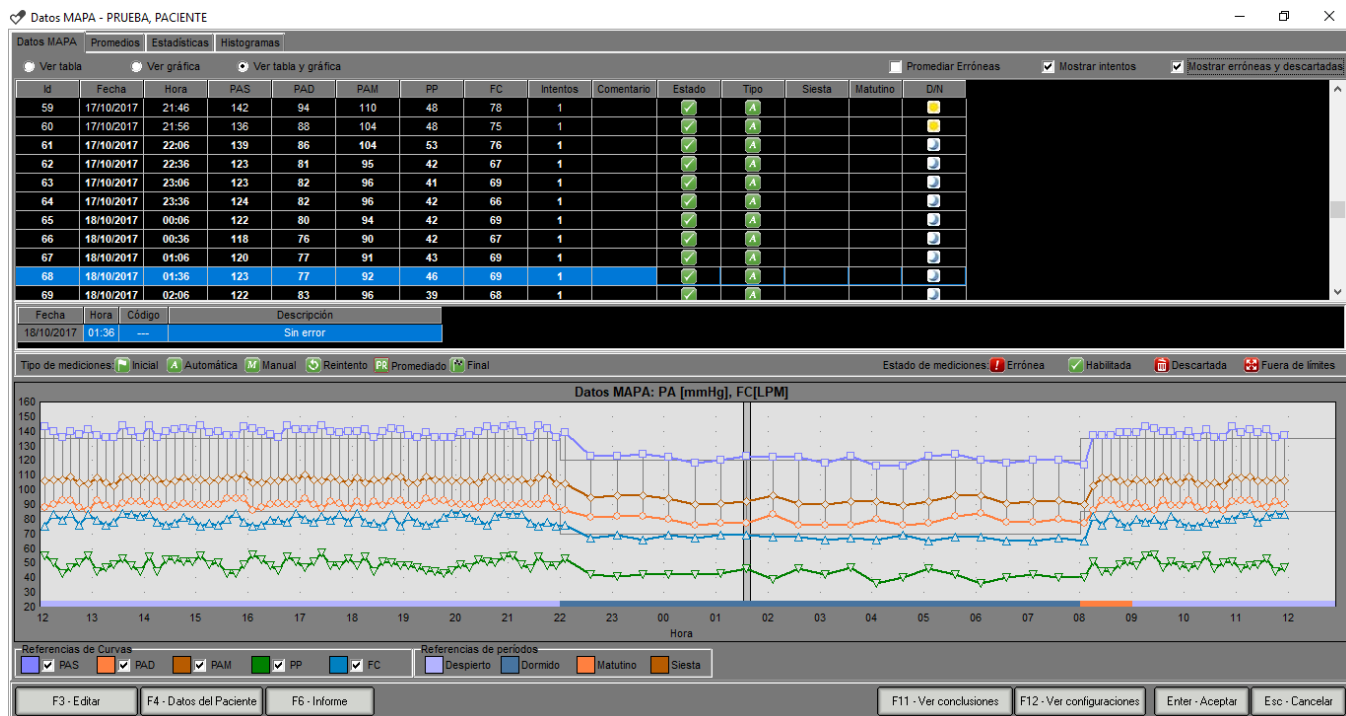 Datos MAPA - PRUEBA, PACIENTE
Datos MAPA Promedios Estadísticas Histogramas
Ver tabla Ver gráfica Ver tabla y gráfica Promediar Erróneas Mostrar intentos Mostrar erróneas y descartadas
Id Fecha Hora PAS PAD PAM PP FC Intentos Comentario Estado Tipo Siesta Matutino D/N
59 17/10/2017 21:46 142 94 110 48 78 1 A
60 17/10/2017 21:56 136 88 104 48 75 1 A
61 17/10/2017 22:06 139 86 104 53 76 1 A
62 17/10/2017 22:36 123 81 95 42 67 1 A
63 17/10/2017 23:06 123 82 96 41 69 1 A
64 17/10/2017 23:36 124 82 96 42 66 1 A
65 18/10/2017 00:06 122 80 94 42 69 1 A
66 18/10/2017 00:36 118 76 90 42 67 1 A
67 18/10/2017 01:06 120 77 91 43 69 1 A
68 18/10/2017 01:36 123 77 92 46 69 1 A
69 18/10/2017 02:06 122 83 96 39 68 1 A
Fecha Hora Código Descripción
18/10/2017 01:36 --- Sin error
Tipo de mediciones: Inicial A Automática M Manual Reintento PR Promediado Final Estado de mediciones: ! Errónea Habilitada Descartada Fuera de límites
Datos MAPA: PA [mmHg], FC[LPM]
160
150
140
130
120
110
100
90
80
70
60
50
40
30
20
12 13 14 15 16 17 18 19 20 21 22 23 00 01 02 03 04 05 06 07 08 09 10 11 12
Hora
Referencias de Curvas Referencias de períodos
PAS PAD PAM PP FC Despierto Dormido Matutino Siesta
F3 - Editar F4 - Datos del Paciente F6 - Informe F11 - Ver conclusiones F12 - Ver configuraciones Enter - Aceptar Esc - Cancelar